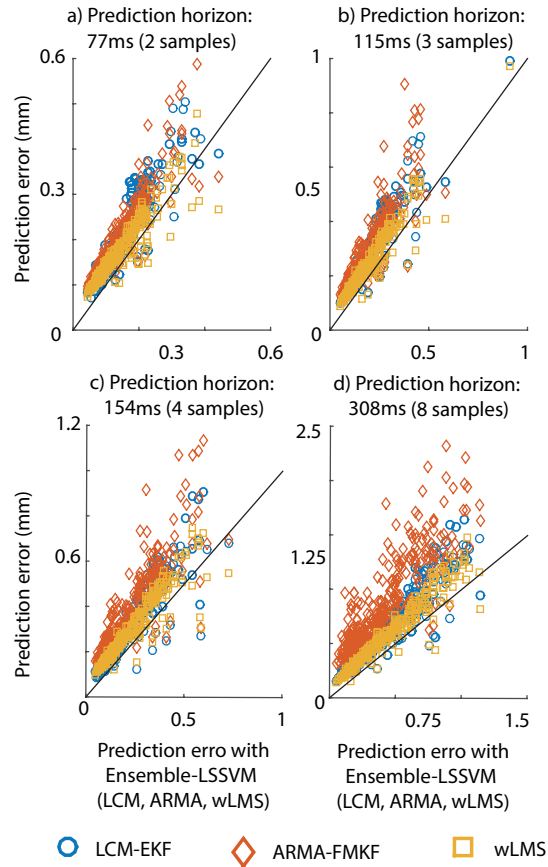 a) Prediction horizon:
77ms (2 samples)
b) Prediction horizon:
115ms (3 samples)
0.6
0.3
0
0.3
0.6
Prediction error (mm)
1
0.5
0
0.5
1
c) Prediction horizon:
154ms (4 samples)
d) Prediction horizon:
308ms (8 samples)
1.2
0.6
0
0.5
1
Prediction error (mm)
2.5
1.25
0
0.75
1.5
Prediction erro with
Ensemble-LSSVM
(LCM, ARMA, wLMS)
Prediction erro with
Ensemble-LSSVM
(LCM, ARMA, wLMS)
LCM-EKF
ARMA-FMKF
wLMS